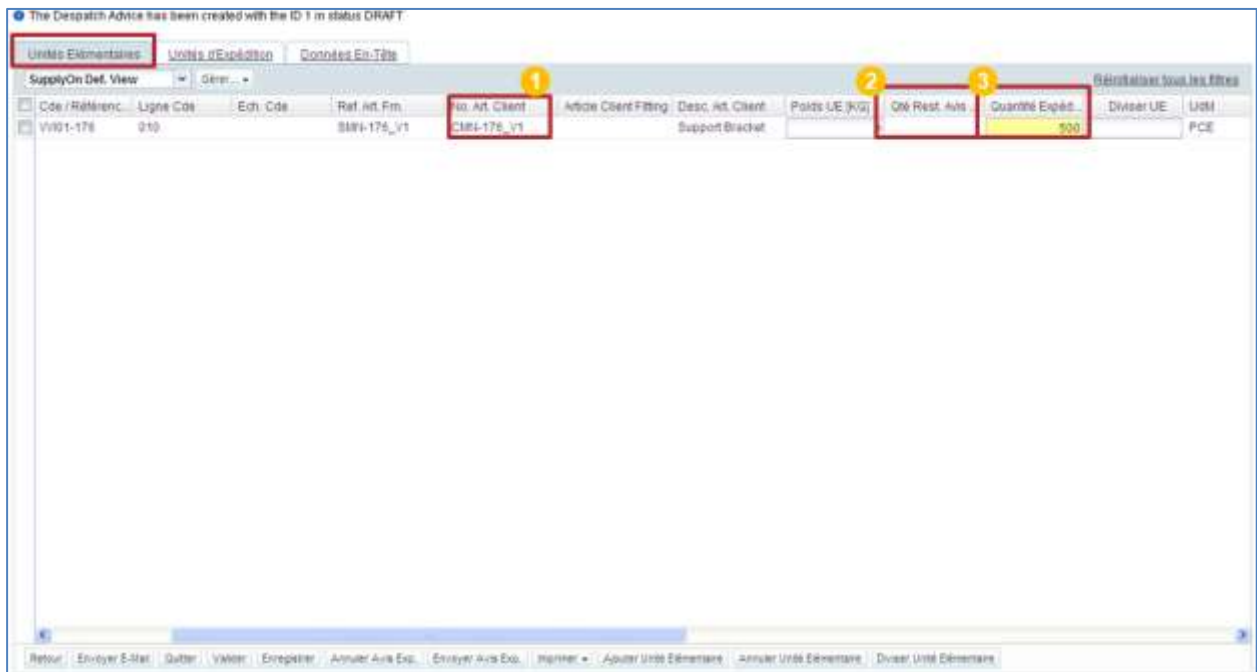 The Despatch Advice has been created with the ID 1 in status DRAFT
Unités Elémentaires Unités d'Expédition Données En-Tête
SupplyOn Def. View Gérer... Réinitialiser tous les filtres
1 2 3
Cde / Référenc... Ligne Cde Ech. Cde Ref. Art. Frn. No. Art. Client Article Client Fitting Desc. Art. Client Poids UE [KG] Qté Rest. Avis ... Quantité Expéd... Diviser UE UdM
VVI01-176 010 SMN-176_V1 CMN-176_V1 Support Bracket 500 PCE
Retour Envoyer E-Mail Quitter Valider Enregistrer Annuler Avis Exp. Envoyer Avis Exp. Imprimer Ajouter Unité Elémentaire Annuler Unité Elémentaire Diviser Unité Elémentaire